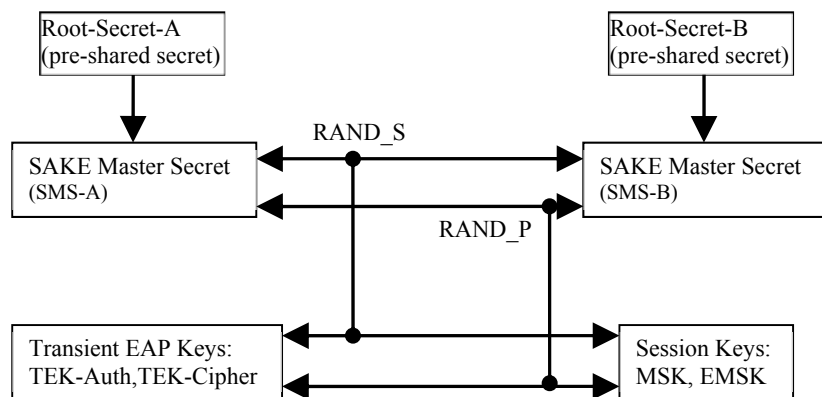 Root-Secret-A
(pre-shared secret)
Root-Secret-B
(pre-shared secret)
RAND_S
SAKE Master Secret
(SMS-A)
SAKE Master Secret
(SMS-B)
RAND_P
Transient EAP Keys:
TEK-Auth,TEK-Cipher
Session Keys:
MSK, EMSK